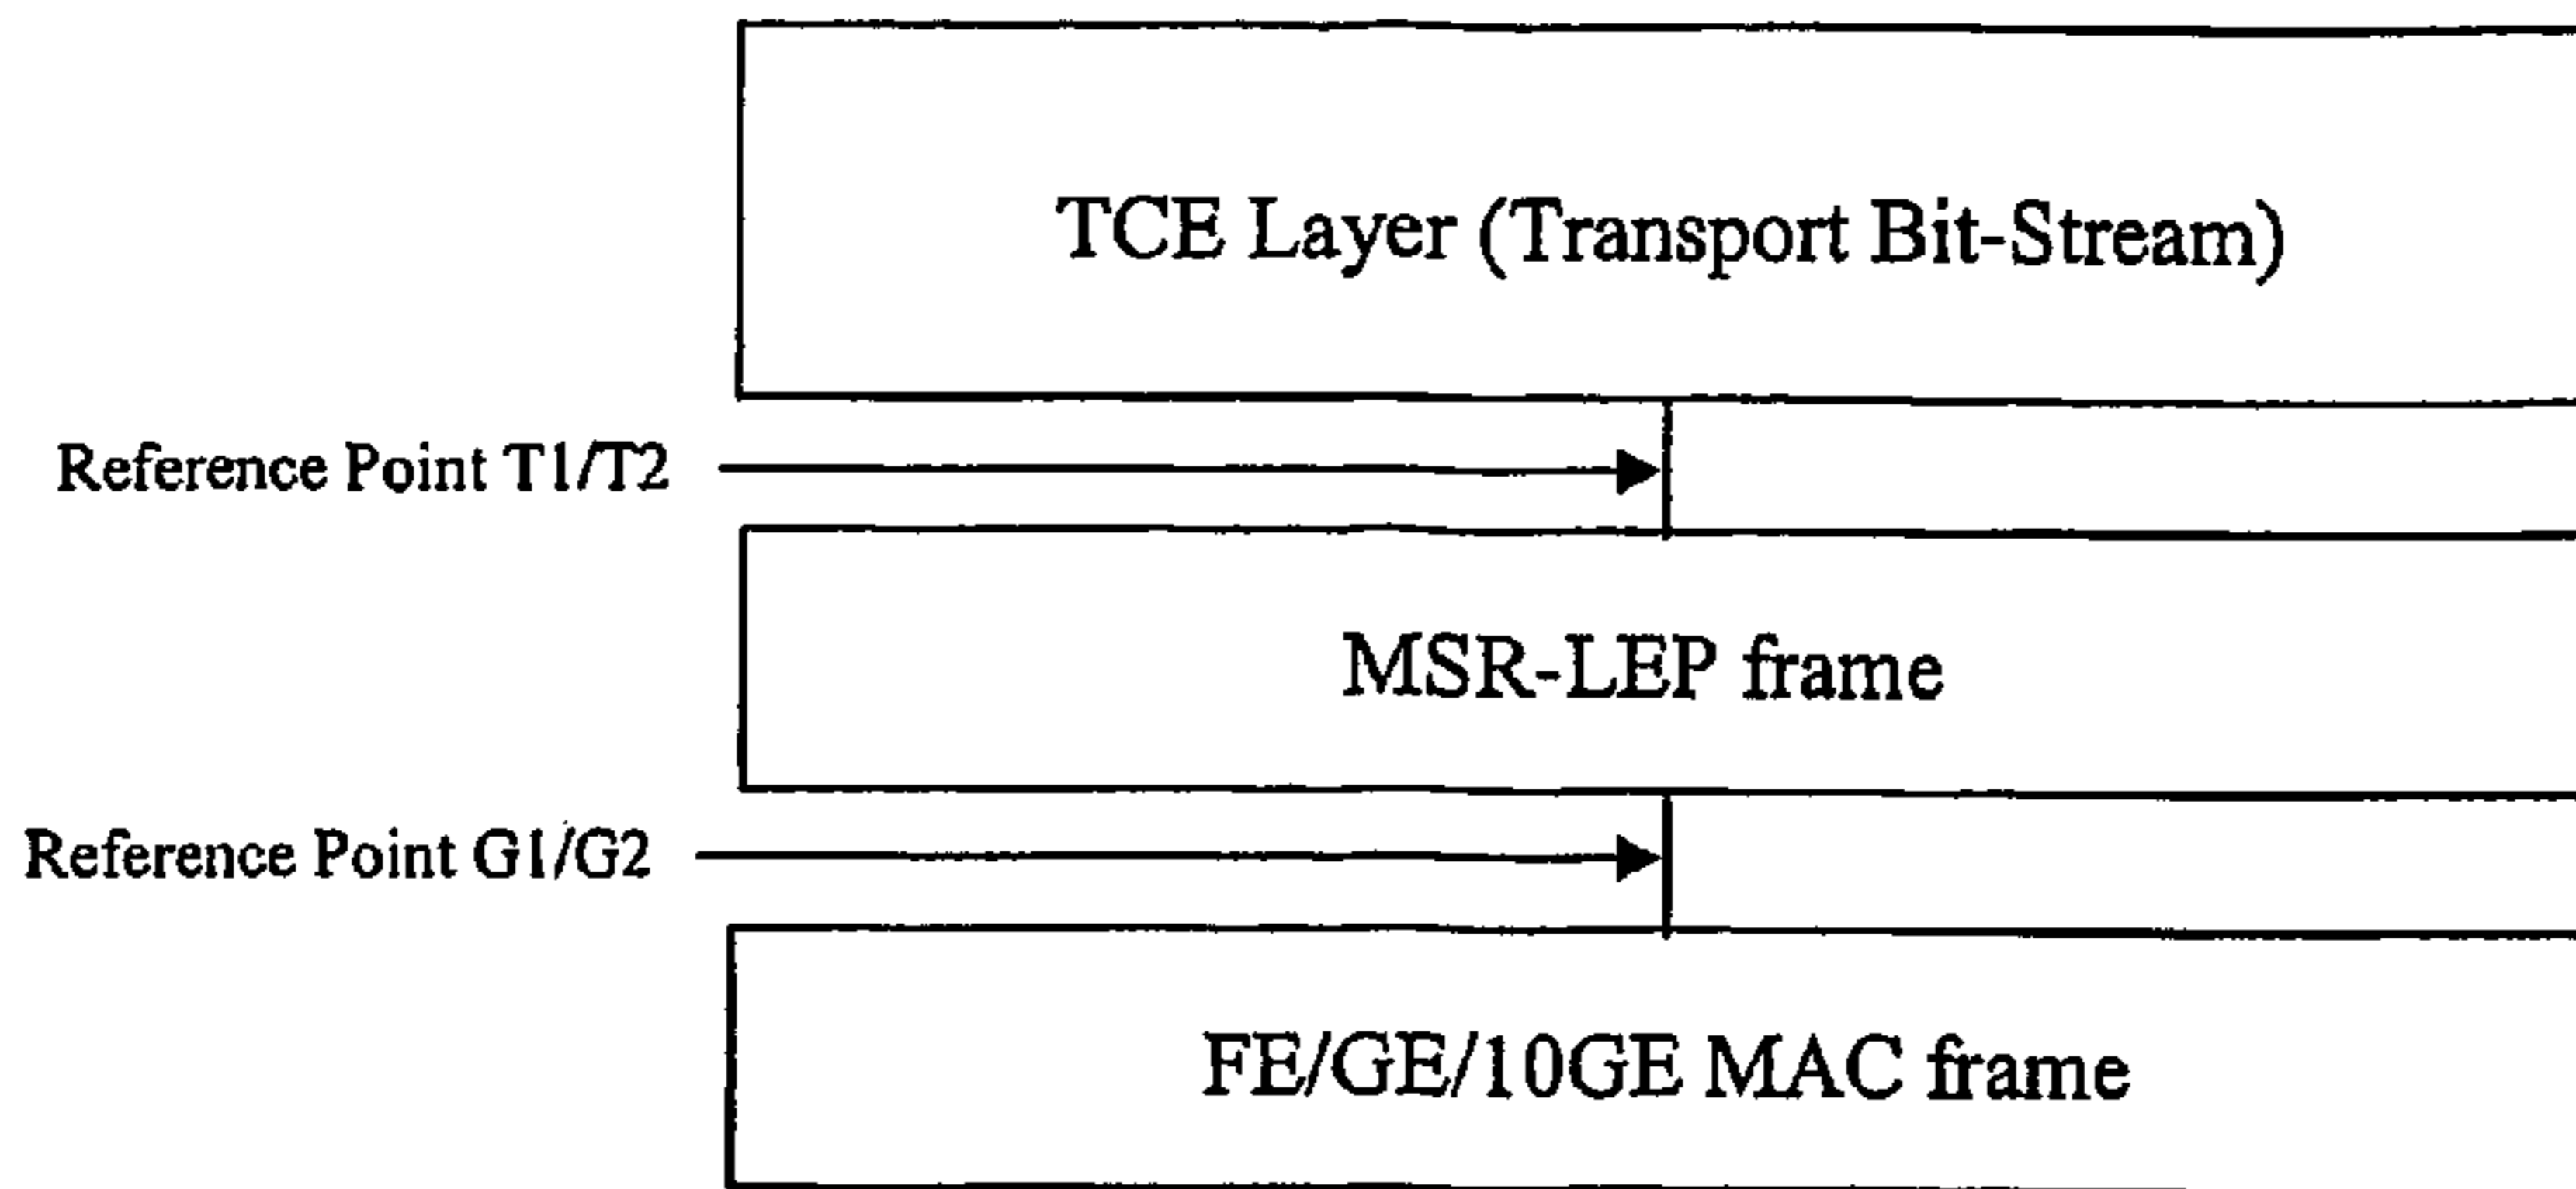 TCE Layer (Transport Bit-Stream)
Reference Point T1/T2
MSR-LEP frame
Reference Point G1/G2
FE/GE/10GE MAC frame